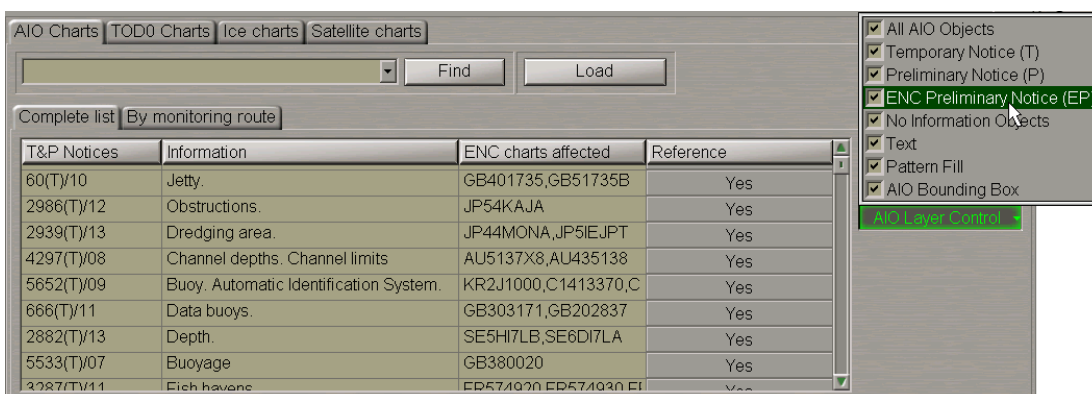 AIO Charts TOD0 Charts Ice charts Satellite charts
Find Load
Complete list By monitoring route
T&P Notices Information ENC charts affected Reference
60(T)/10 Jetty. GB401735,GB51735B Yes
2986(T)/12 Obstructions. JP54KAJA Yes
2939(T)/13 Dredging area. JP44MONA,JP5IEJPT Yes
4297(T)/08 Channel depths. Channel limits AU5137X8,AU435138 Yes
5652(T)/09 Buoy. Automatic Identification System. KR2J1000,C1413370,C Yes
666(T)/11 Data buoys. GB303171,GB202837 Yes
2882(T)/13 Depth. SE5HI7LB,SE6DI7LA Yes
5533(T)/07 Buoyage GB380020 Yes
3287(T)/11 Fish havens Yes
All AIO Objects
Temporary Notice (T)
Preliminary Notice (P)
ENC Preliminary Notice (EP
No Information Objects
Text
Pattern Fill
AIO Bounding Box
AIO Layer Control